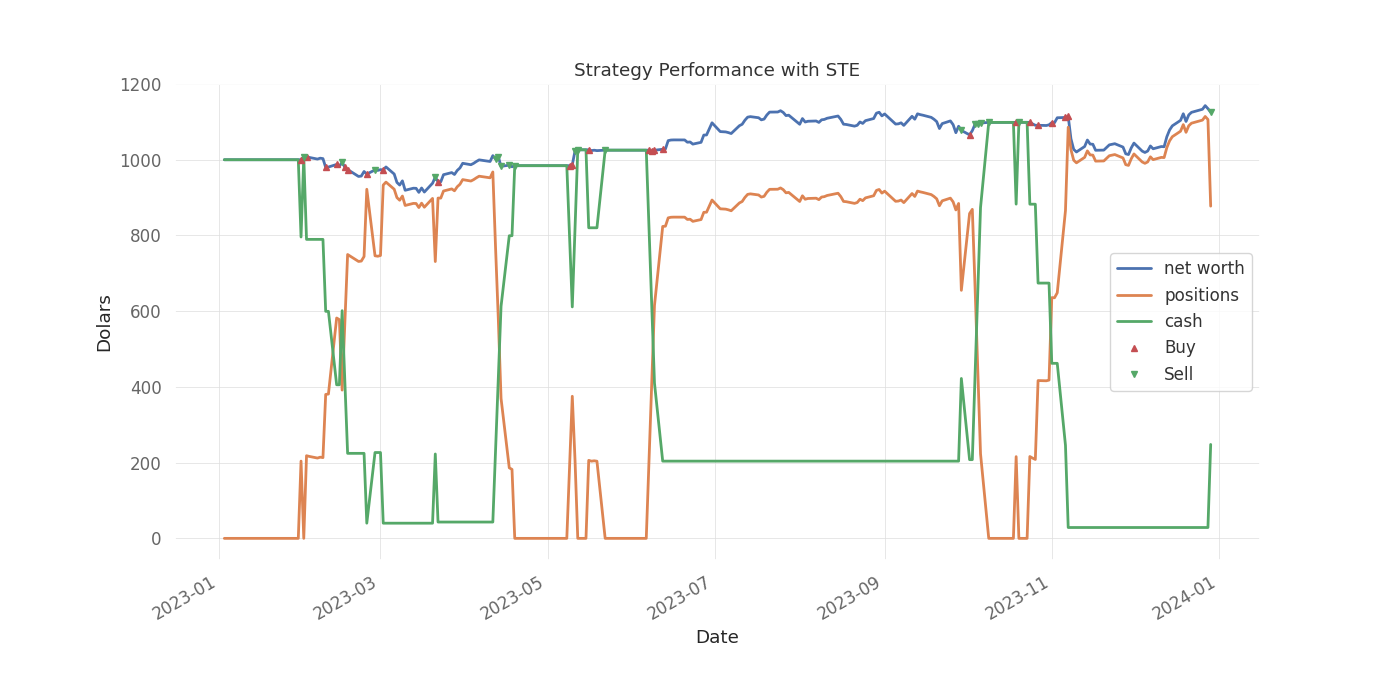 Strategy Performance with STE
1200
1000
800
600
400
200
0
Dolars
net worth
positions
cash
Buy
Sell
2023-01
2023-03
2023-05
2023-07
2023-09
2023-11
2024-01
Date